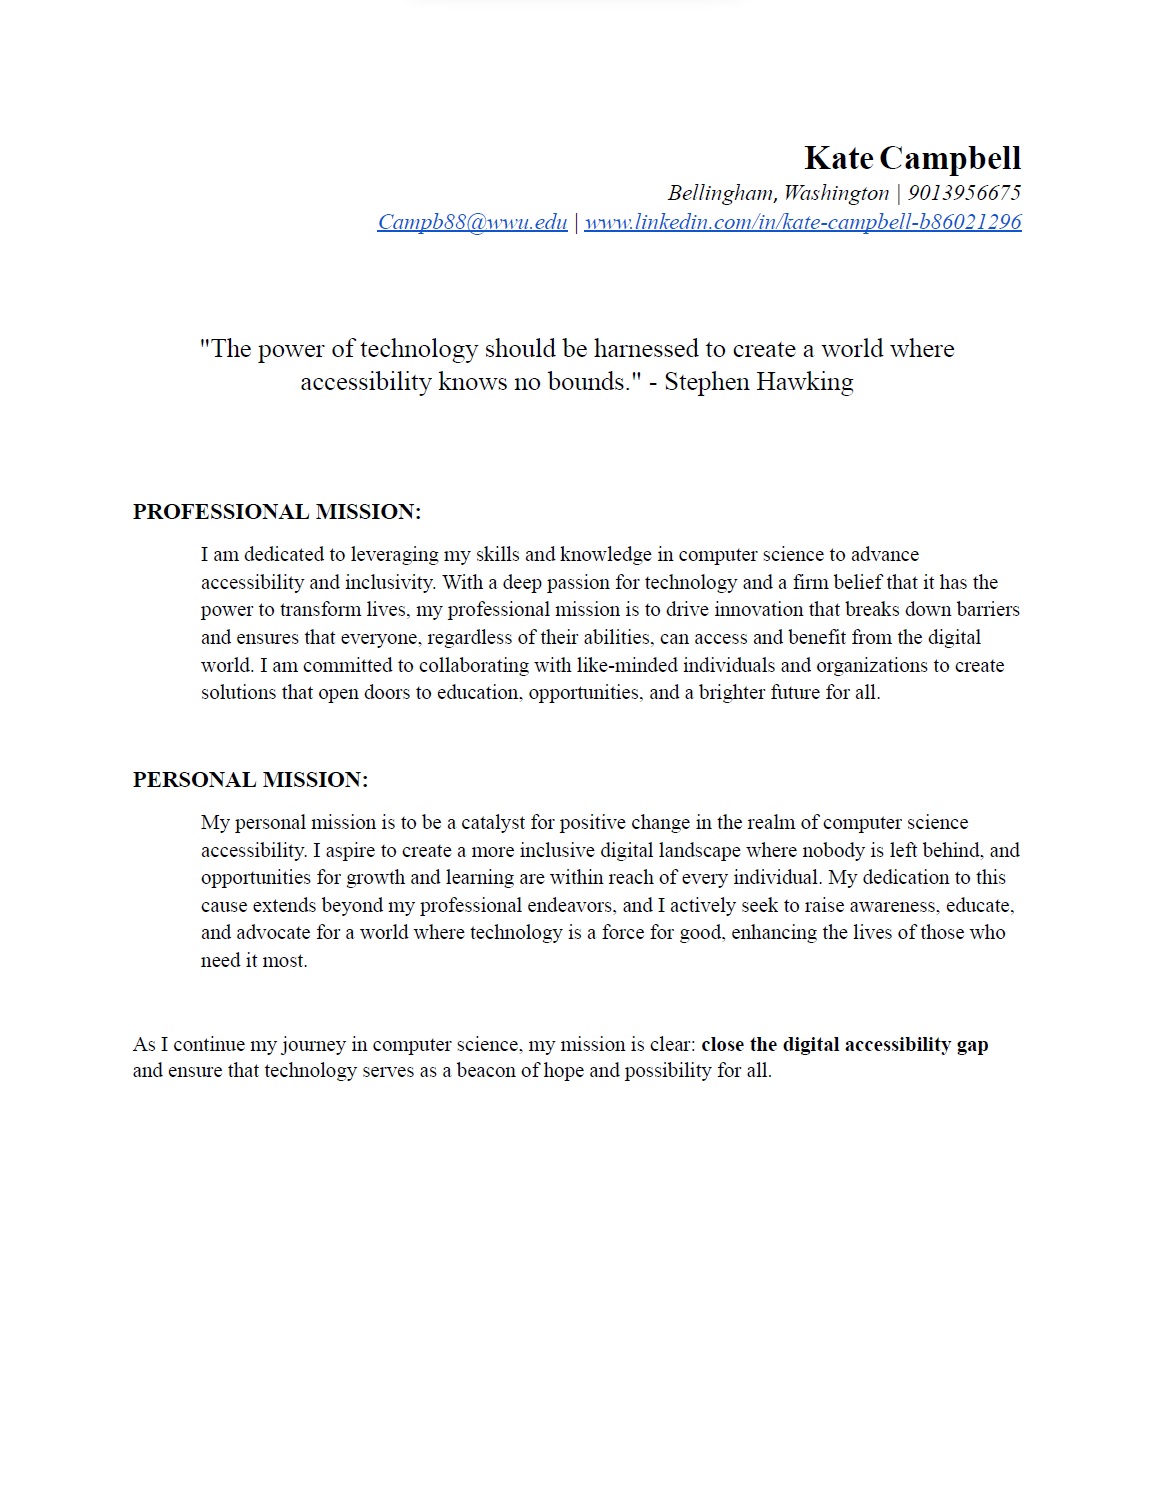 Kate Campbell
Bellingham, Washington | 9013956675
Campb88@wwu.edu | www.linkedin.com/in/kate-campbell-b86021296
"The power of technology should be harnessed to create a world where
accessibility knows no bounds." - Stephen Hawking
PROFESSIONAL MISSION:
I am dedicated to leveraging my skills and knowledge in computer science to advance
accessibility and inclusivity. With a deep passion for technology and a firm belief that it has the
power to transform lives, my professional mission is to drive innovation that breaks down barriers
and ensures that everyone, regardless of their abilities, can access and benefit from the digital
world. I am committed to collaborating with like-minded individuals and organizations to create
solutions that open doors to education, opportunities, and a brighter future for all.
PERSONAL MISSION:
My personal mission is to be a catalyst for positive change in the realm of computer science
accessibility. I aspire to create a more inclusive digital landscape where nobody is left behind, and
opportunities for growth and learning are within reach of every individual. My dedication to this
cause extends beyond my professional endeavors, and I actively seek to raise awareness, educate,
and advocate for a world where technology is a force for good, enhancing the lives of those who
need it most.
As I continue my journey in computer science, my mission is clear: close the digital accessibility gap
and ensure that technology serves as a beacon of hope and possibility for all.